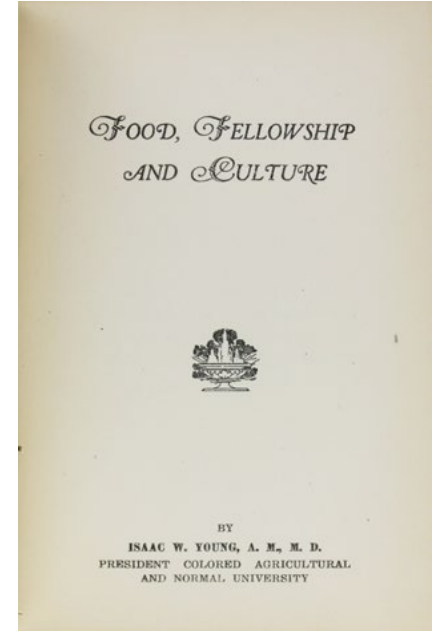 FOOD, FELLOWSHIP
AND CULTURE
BY
ISAAC W. YOUNG, A. M., M. D.
PRESIDENT COLORED AGRICULTURAL
AND NORMAL UNIVERSITY